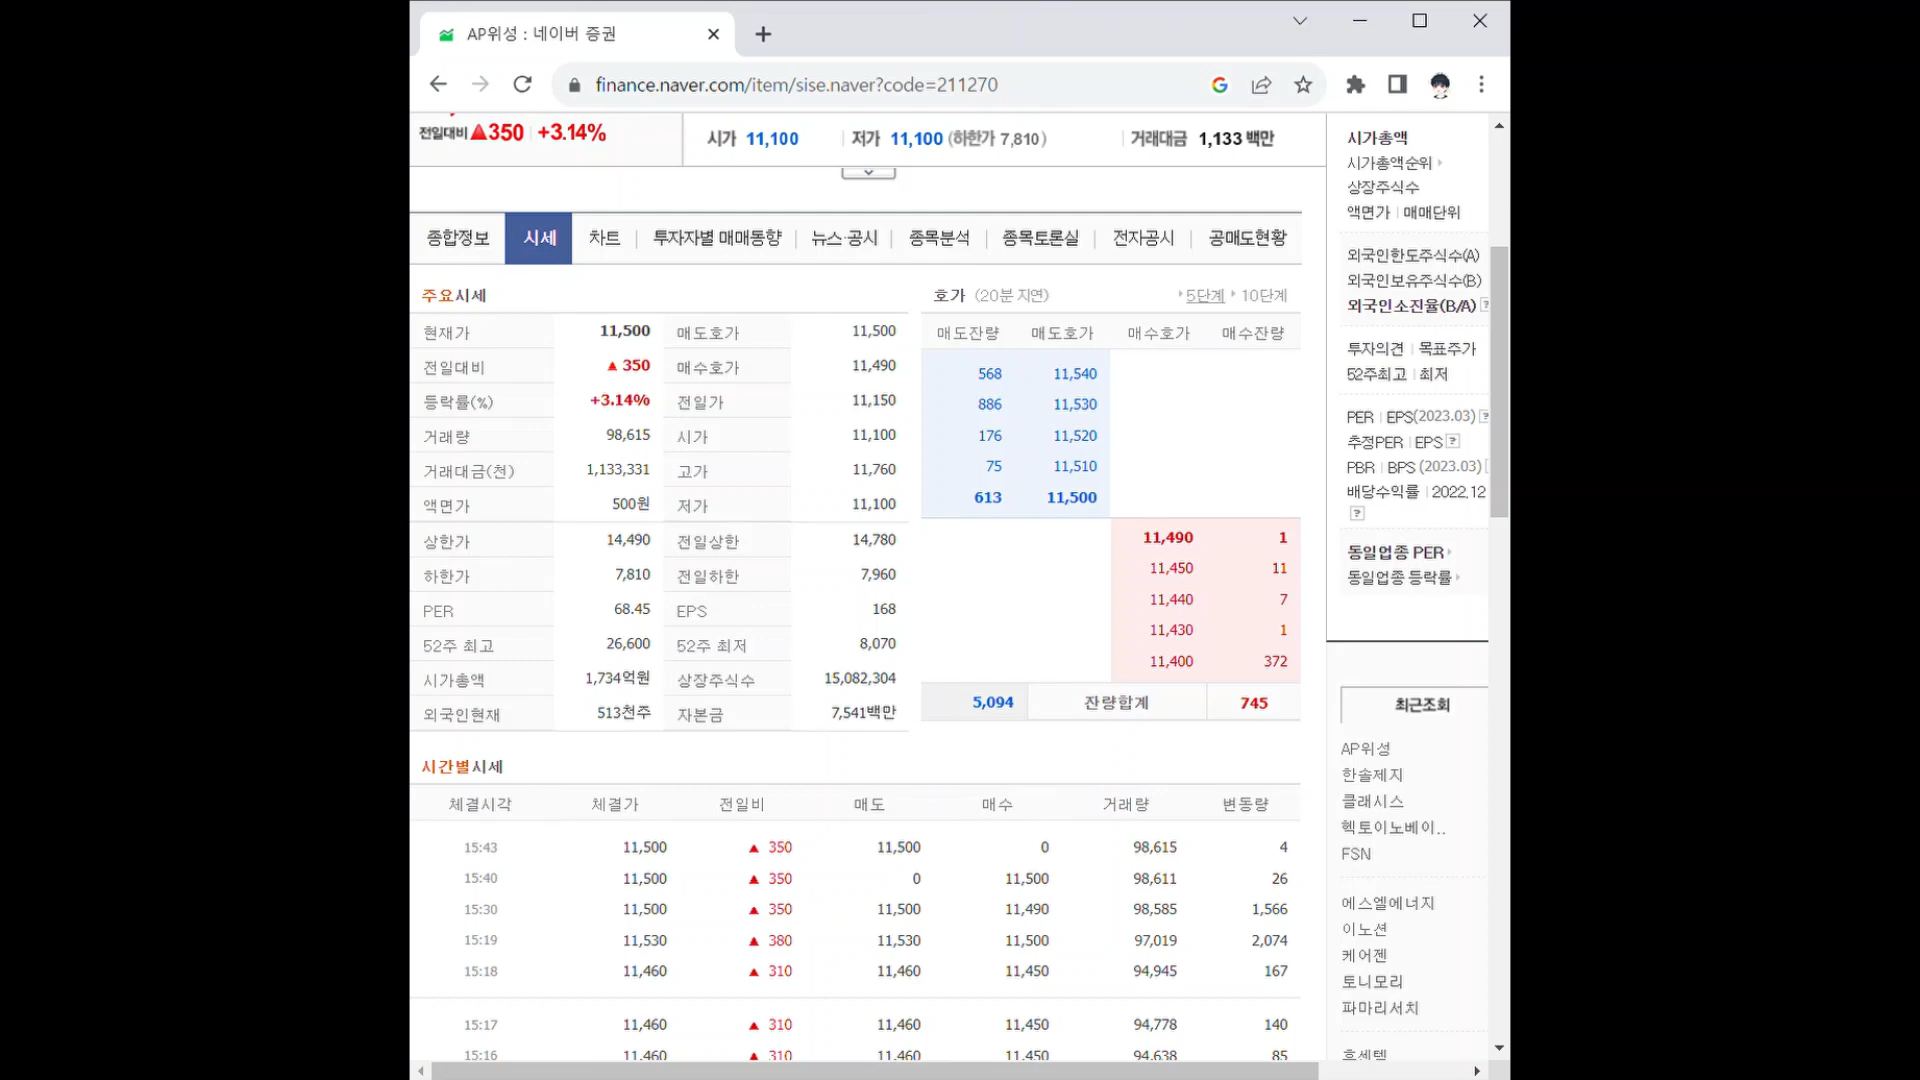 AP위성 : 네이버 증권
finance.naver.com/item/sise.naver?code=211270
전일대비 ▲350 +3.14%
시가 11,100 저가 11,100 (하한가 7,810) 거래대금 1,133 백만
종합정보 시세 차트 투자자별 매매동향 뉴스·공시 종목분석 종목토론실 전자공시 공매도현황
주요시세
현재가 11,500 매도호가 11,500
전일대비 ▲ 350 매수호가 11,490
등락률(%) +3.14% 전일가 11,150
거래량 98,615 시가 11,100
거래대금(천) 1,133,331 고가 11,760
액면가 500원 저가 11,100
상한가 14,490 전일상한 14,780
하한가 7,810 전일하한 7,960
PER 68.45 EPS 168
52주 최고 26,600 52주 최저 8,070
시가총액 1,734억원 상장주식수 15,082,304
외국인현재 513천주 자본금 7,541백만
호가 (20분 지연) 5단계 10단계
매도잔량 매도호가 매수호가 매수잔량
568 11,540
886 11,530
176 11,520
75 11,510
613 11,500
11,490 1
11,450 11
11,440 7
11,430 1
11,400 372
5,094 잔량합계 745
시간별시세
체결시각 체결가 전일비 매도 매수 거래량 변동량
15:43 11,500 ▲ 350 11,500 0 98,615 4
15:40 11,500 ▲ 350 0 11,500 98,611 26
15:30 11,500 ▲ 350 11,500 11,490 98,585 1,566
15:19 11,530 ▲ 380 11,530 11,500 97,019 2,074
15:18 11,460 ▲ 310 11,460 11,450 94,945 167
15:17 11,460 ▲ 310 11,460 11,450 94,778 140
15:16 11,460 ▲ 310 11,460 11,450 94,638 85
시가총액
시가총액순위
상장주식수
액면가 | 매매단위
외국인한도주식수(A)
외국인보유주식수(B)
외국인소진율(B/A) ?
투자의견 | 목표주가
52주최고 | 최저
PER | EPS(2023.03) ?
추정PER | EPS ?
PBR | BPS (2023.03)
배당수익률 | 2022.12
?
동일업종 PER
동일업종 등락률
최근조회
AP위성
한솔제지
클래시스
헥토이노베이..
FSN
에스엘에너지
이노션
케어젠
토니모리
파마리서치
휴센텍